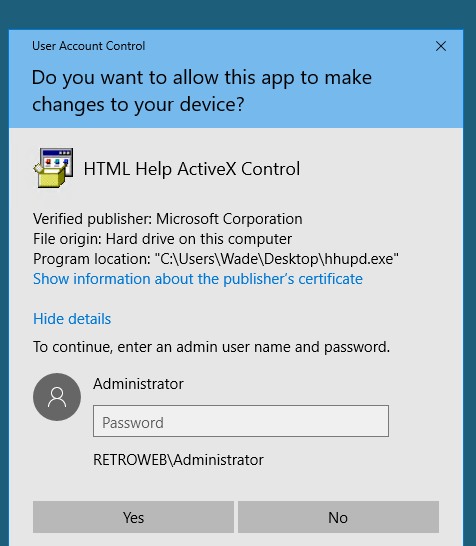 User Account Control
Do you want to allow this app to make
changes to your device?
HTML Help ActiveX Control
Verified publisher: Microsoft Corporation
File origin: Hard drive on this computer
Program location: "C:\Users\Wade\Desktop\hhupd.exe"
Show information about the publisher's certificate
Hide details
To continue, enter an admin user name and password.
Administrator
Password
RETROWEB\Administrator
Yes
No